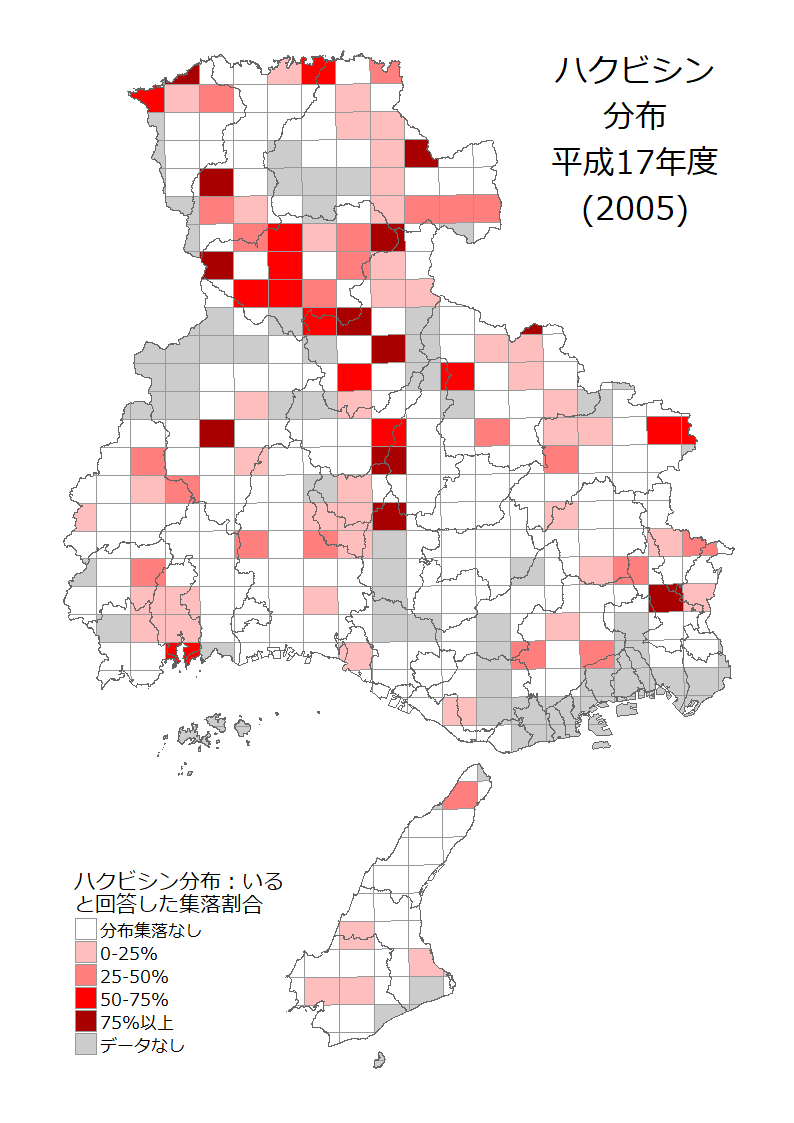 ハクビシン
分布
平成17年度
(2005)
ハクビシン分布：いる
と回答した集落割合
分布集落なし
0-25%
25-50%
50-75%
75%以上
データなし